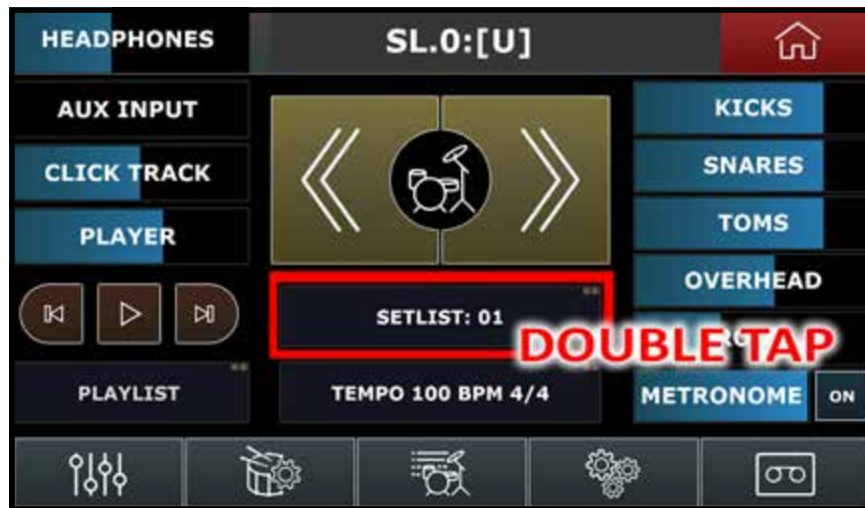 HEADPHONES
SL.0:[U]
AUX INPUT
CLICK TRACK
PLAYER
KICKS
SNARES
TOMS
OVERHEAD
SETLIST: 01
DOUBLE TAP
PLAYLIST
TEMPO 100 BPM 4/4
METRONOME
ON